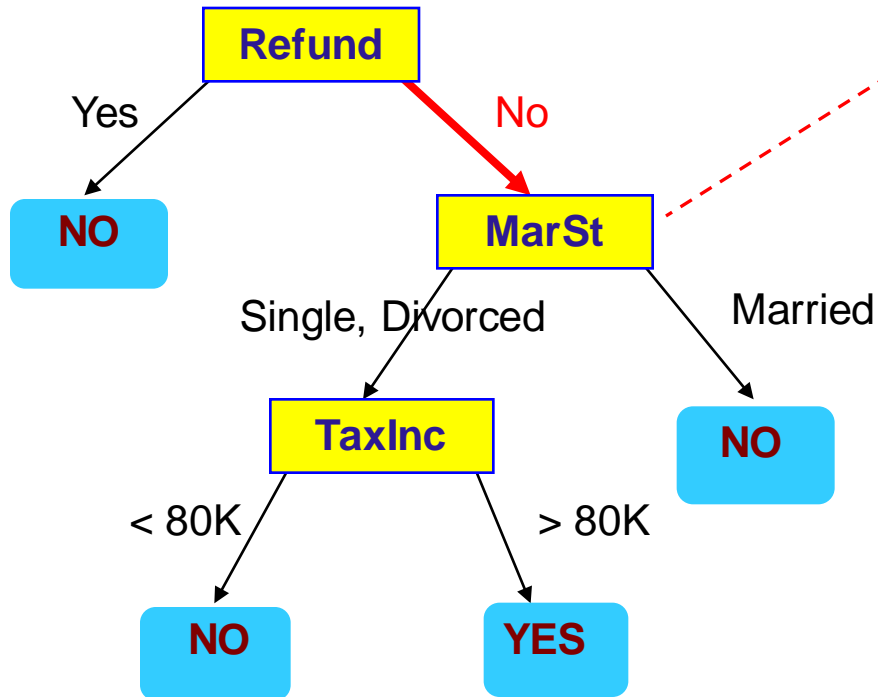 Refund
Yes
No
NO
MarSt
Single, Divorced
Married
TaxInc
NO
< 80K
> 80K
NO
YES